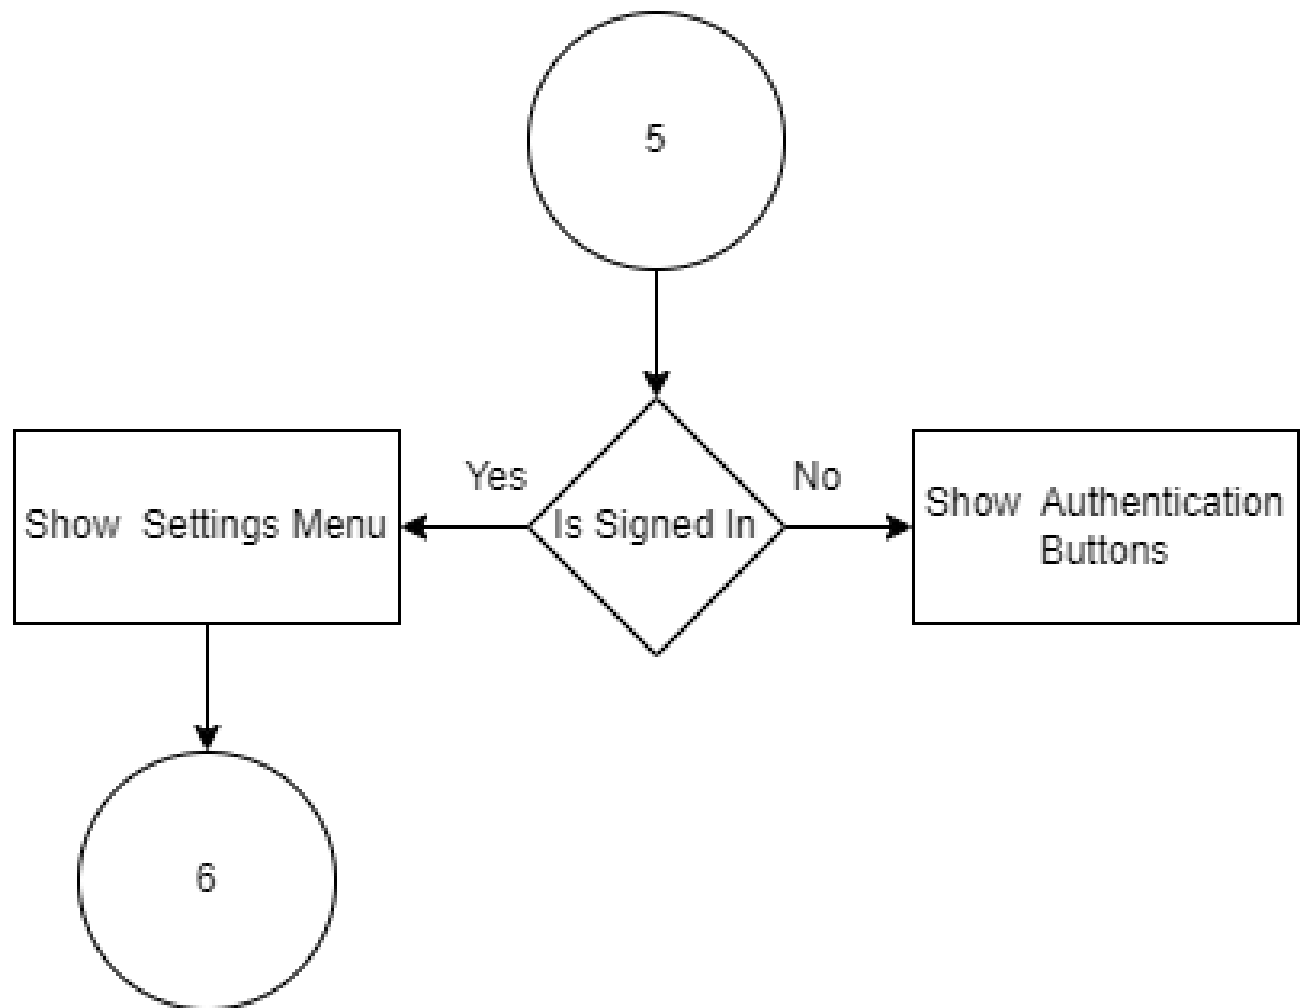 5
Yes
No
Show  Settings Menu
Is Signed In
Show  Authentication
Buttons
6